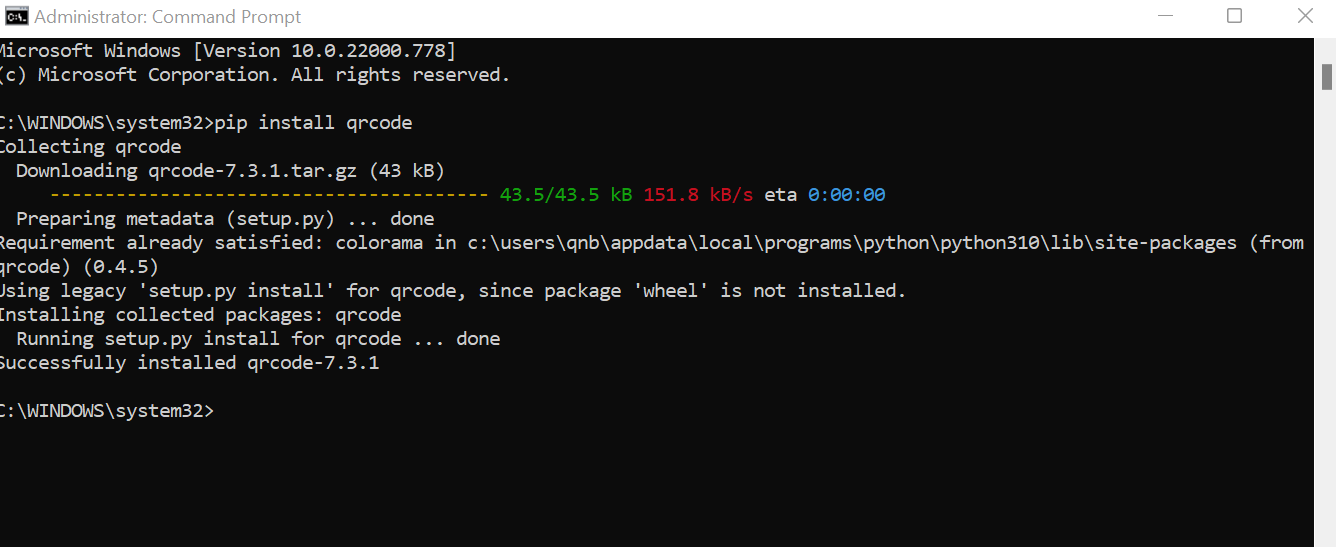 Administrator: Command Prompt
Microsoft Windows [Version 10.0.22000.778]
(c) Microsoft Corporation. All rights reserved.
C:\WINDOWS\system32>pip install qrcode
Collecting qrcode
Downloading qrcode-7.3.1.tar.gz (43 kB)
---------------------------------------- 43.5/43.5 kB 151.8 kB/s eta 0:00:00
Preparing metadata (setup.py) ... done
Requirement already satisfied: colorama in c:\users\qnb\appdata\local\programs\python\python310\lib\site-packages (from
qrcode) (0.4.5)
Using legacy 'setup.py install' for qrcode, since package 'wheel' is not installed.
Installing collected packages: qrcode
Running setup.py install for qrcode ... done
Successfully installed qrcode-7.3.1
C:\WINDOWS\system32>